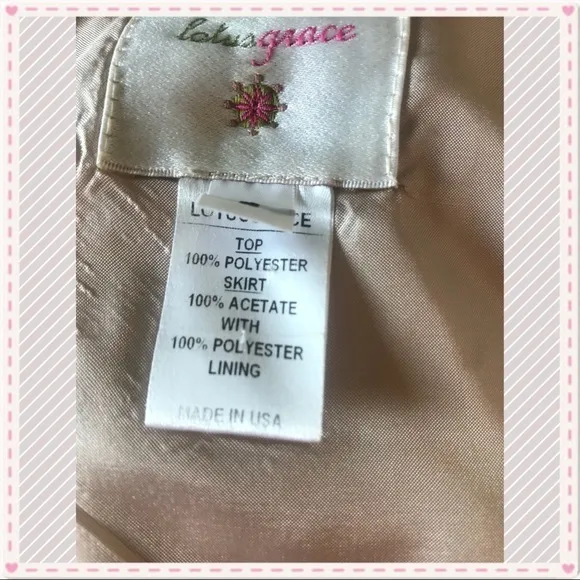 lotusgrace
TOP
100% POLYESTER
SKIRT
100% ACETATE
WITH
100% POLYESTER
LINING
MADE IN USA